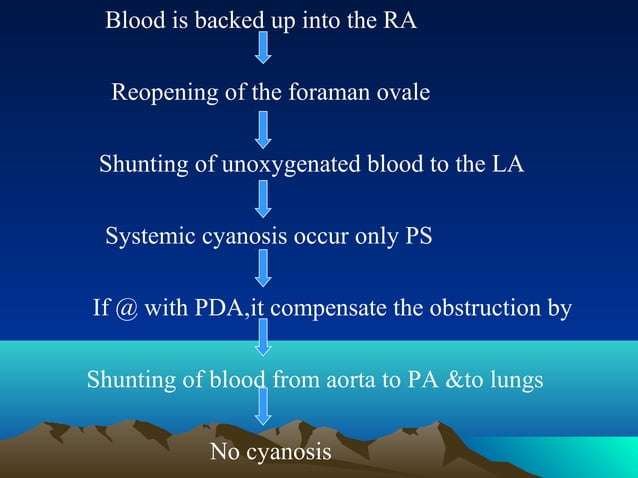 Blood is backed up into the RA
Reopening of the foraman ovale
Shunting of unoxygenated blood to the LA
Systemic cyanosis occur only PS
If @ with PDA,it compensate the obstruction by
Shunting of blood from aorta to PA &to lungs
No cyanosis